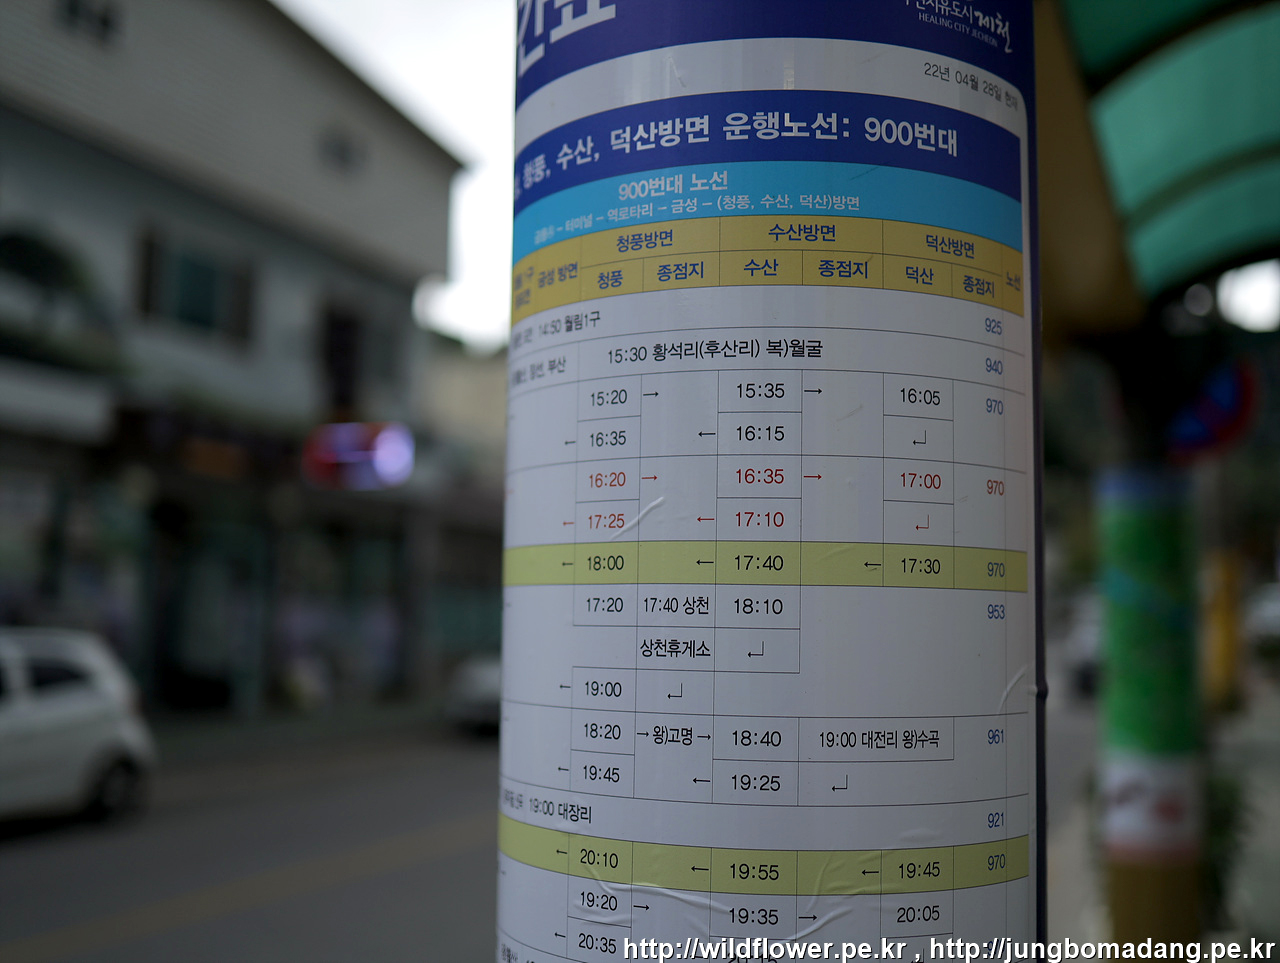 간표
HEALING CITY JECHEON 제천
22년 04월 28일 현재
청풍, 수산, 덕산방면 운행노선: 900번대
900번대 노선
- 터미널 - 역로타리 - 금성 - (청풍, 수산, 덕산)방면
청풍방면 수산방면 덕산방면
금성 방면 청풍 종점지 수산 종점지 덕산 종점지 노선
14:50 월림1구 925
15:30 황석리(후산리) 복)월굴 940
15:20 → 15:35 → 16:05 970
← 16:35 ← 16:15 ↲
16:20 → 16:35 → 17:00 970
← 17:25 ← 17:10 ↲
← 18:00 ← 17:40 ← 17:30 970
17:20 17:40 상천 18:10 953
상천휴게소 ↲
← 19:00 ↲
18:20 →왕)고명→ 18:40 19:00 대전리 왕)수곡 961
← 19:45 ← 19:25 ↲
19:00 대장리 921
← 20:10 ← 19:55 ← 19:45 970
19:20 → 19:35 → 20:05
← 20:35
http://wildflower.pe.kr , http://jungbomadang.pe.kr